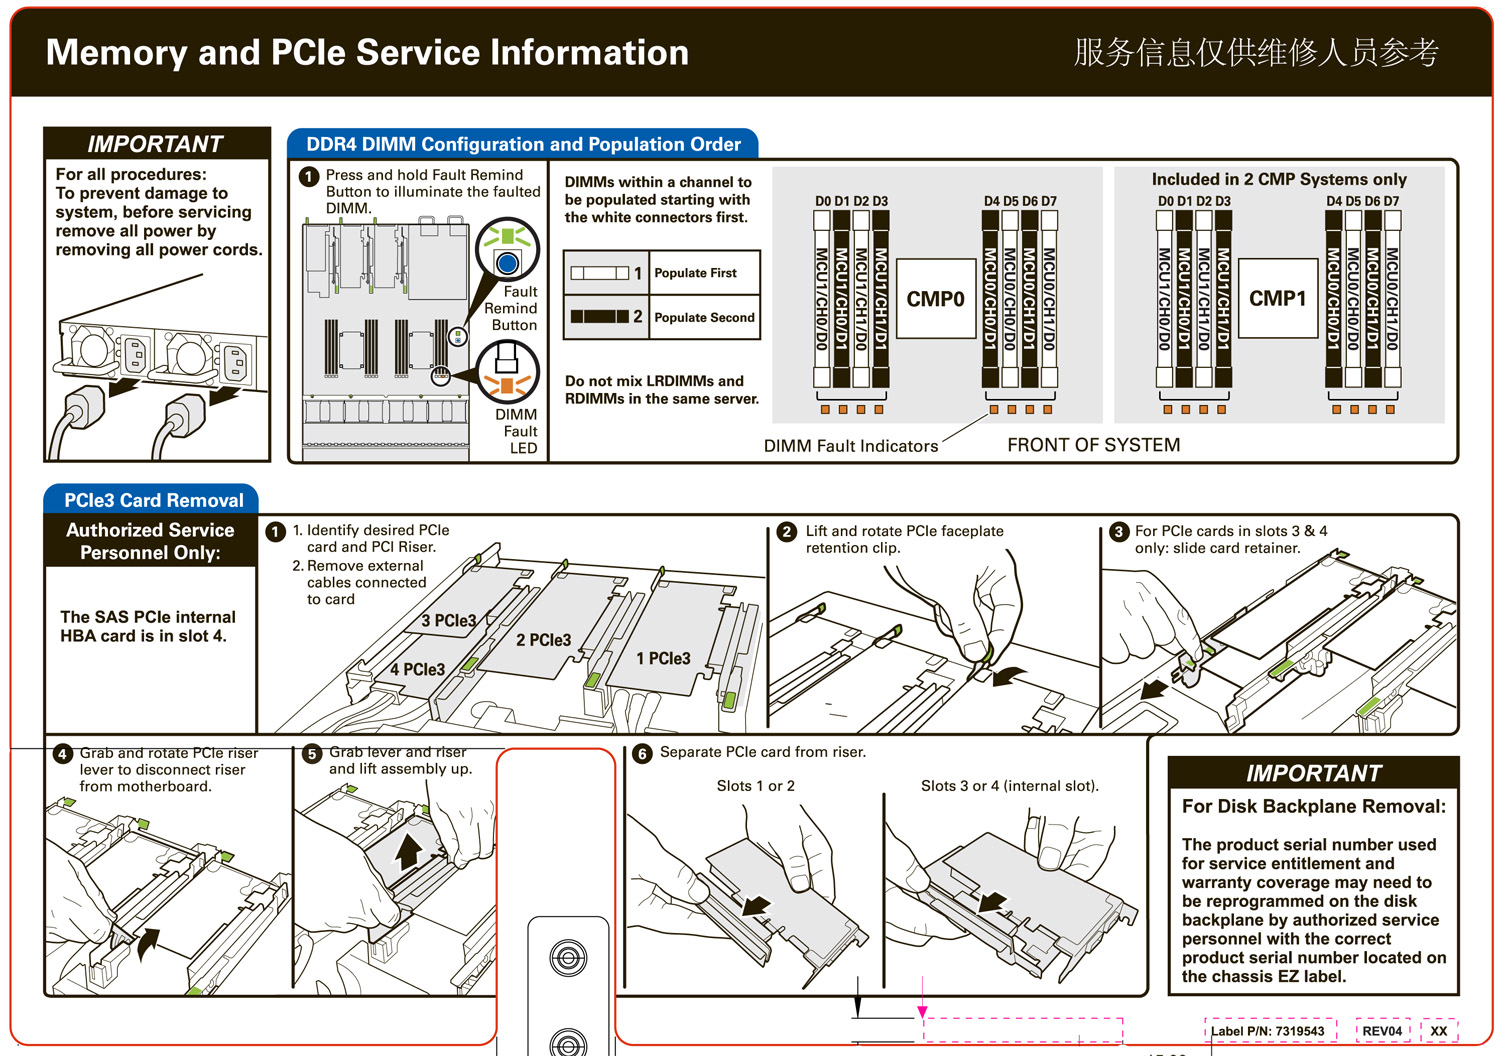 Memory and PCIe Service Information
服务信息仅供维修人员参考
IMPORTANT
For all procedures:
To prevent damage to
system, before servicing
remove all power by
removing all power cords.
DDR4 DIMM Configuration and Population Order
1 Press and hold Fault Remind
Button to illuminate the faulted
DIMM.
Fault
Remind
Button
DIMM
Fault
LED
DIMMs within a channel to
be populated starting with
the white connectors first.
1 Populate First
2 Populate Second
Do not mix LRDIMMs and
RDIMMs in the same server.
D0 D1 D2 D3
MCU1/CH0/D0
MCU1/CH0/D1
MCU1/CH1/D0
MCU1/CH1/D1
CMP0
D4 D5 D6 D7
MCU0/CH0/D1
MCU0/CH0/D0
MCU0/CH1/D1
MCU0/CH1/D0
Included in 2 CMP Systems only
D0 D1 D2 D3
MCU1/CH0/D0
MCU1/CH0/D1
MCU1/CH1/D0
MCU1/CH1/D1
CMP1
D4 D5 D6 D7
MCU0/CH0/D1
MCU0/CH0/D0
MCU0/CH1/D1
MCU0/CH1/D0
DIMM Fault Indicators
FRONT OF SYSTEM
PCIe3 Card Removal
Authorized Service
Personnel Only:
The SAS PCIe internal
HBA card is in slot 4.
1 1. Identify desired PCIe
card and PCI Riser.
2. Remove external
cables connected
to card
3 PCIe3
4 PCIe3
2 PCIe3
1 PCIe3
2 Lift and rotate PCIe faceplate
retention clip.
3 For PCIe cards in slots 3 & 4
only: slide card retainer.
4 Grab and rotate PCIe riser
lever to disconnect riser
from motherboard.
5 Grab lever and riser
and lift assembly up.
6 Separate PCIe card from riser.
Slots 1 or 2
Slots 3 or 4 (internal slot).
IMPORTANT
For Disk Backplane Removal:
The product serial number used
for service entitlement and
warranty coverage may need to
be reprogrammed on the disk
backplane by authorized service
personnel with the correct
product serial number located on
the chassis EZ label.
Label P/N: 7319543
REV04
XX